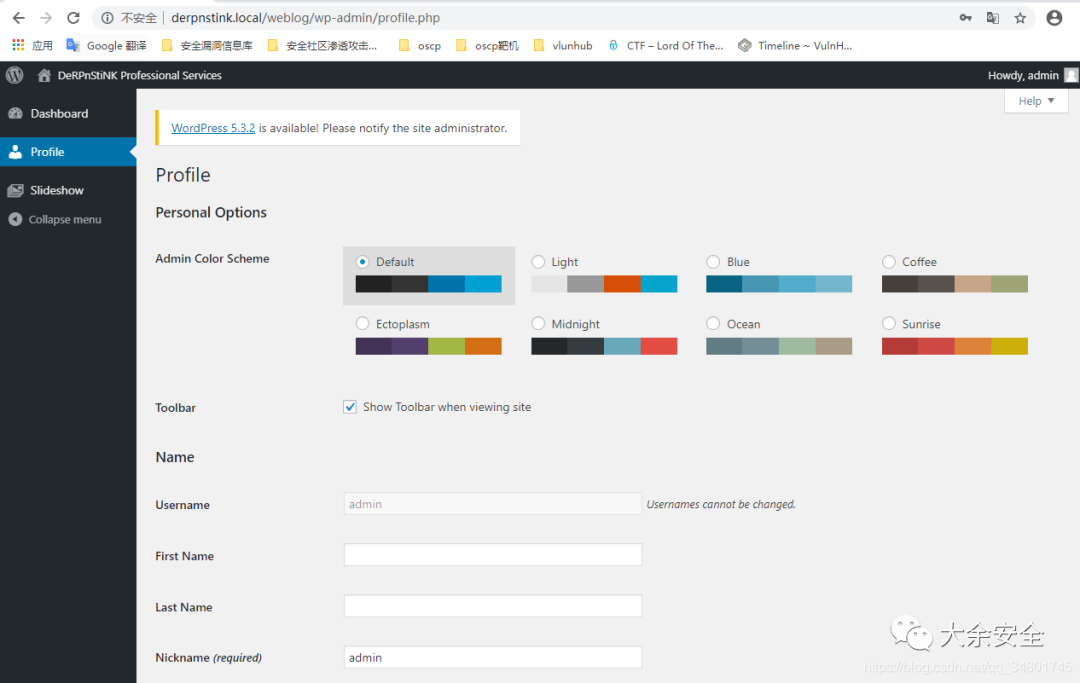 不安全 derpnstink.local/weblog/wp-admin/profile.php
应用 Google 翻译 安全漏洞信息库 安全社区渗透攻击... oscp oscp靶机 vlunhub CTF – Lord Of The... Timeline ~ VulnH...
DeRPnStiNK Professional Services Howdy, admin
Help
Dashboard
Profile
Slideshow
Collapse menu
WordPress 5.3.2 is available! Please notify the site administrator.
Profile
Personal Options
Admin Color Scheme
Default Light Blue Coffee
Ectoplasm Midnight Ocean Sunrise
Toolbar Show Toolbar when viewing site
Name
Username admin Usernames cannot be changed.
First Name
Last Name
Nickname (required) admin
大余安全
https://blog.csdn.net/qq_34801745